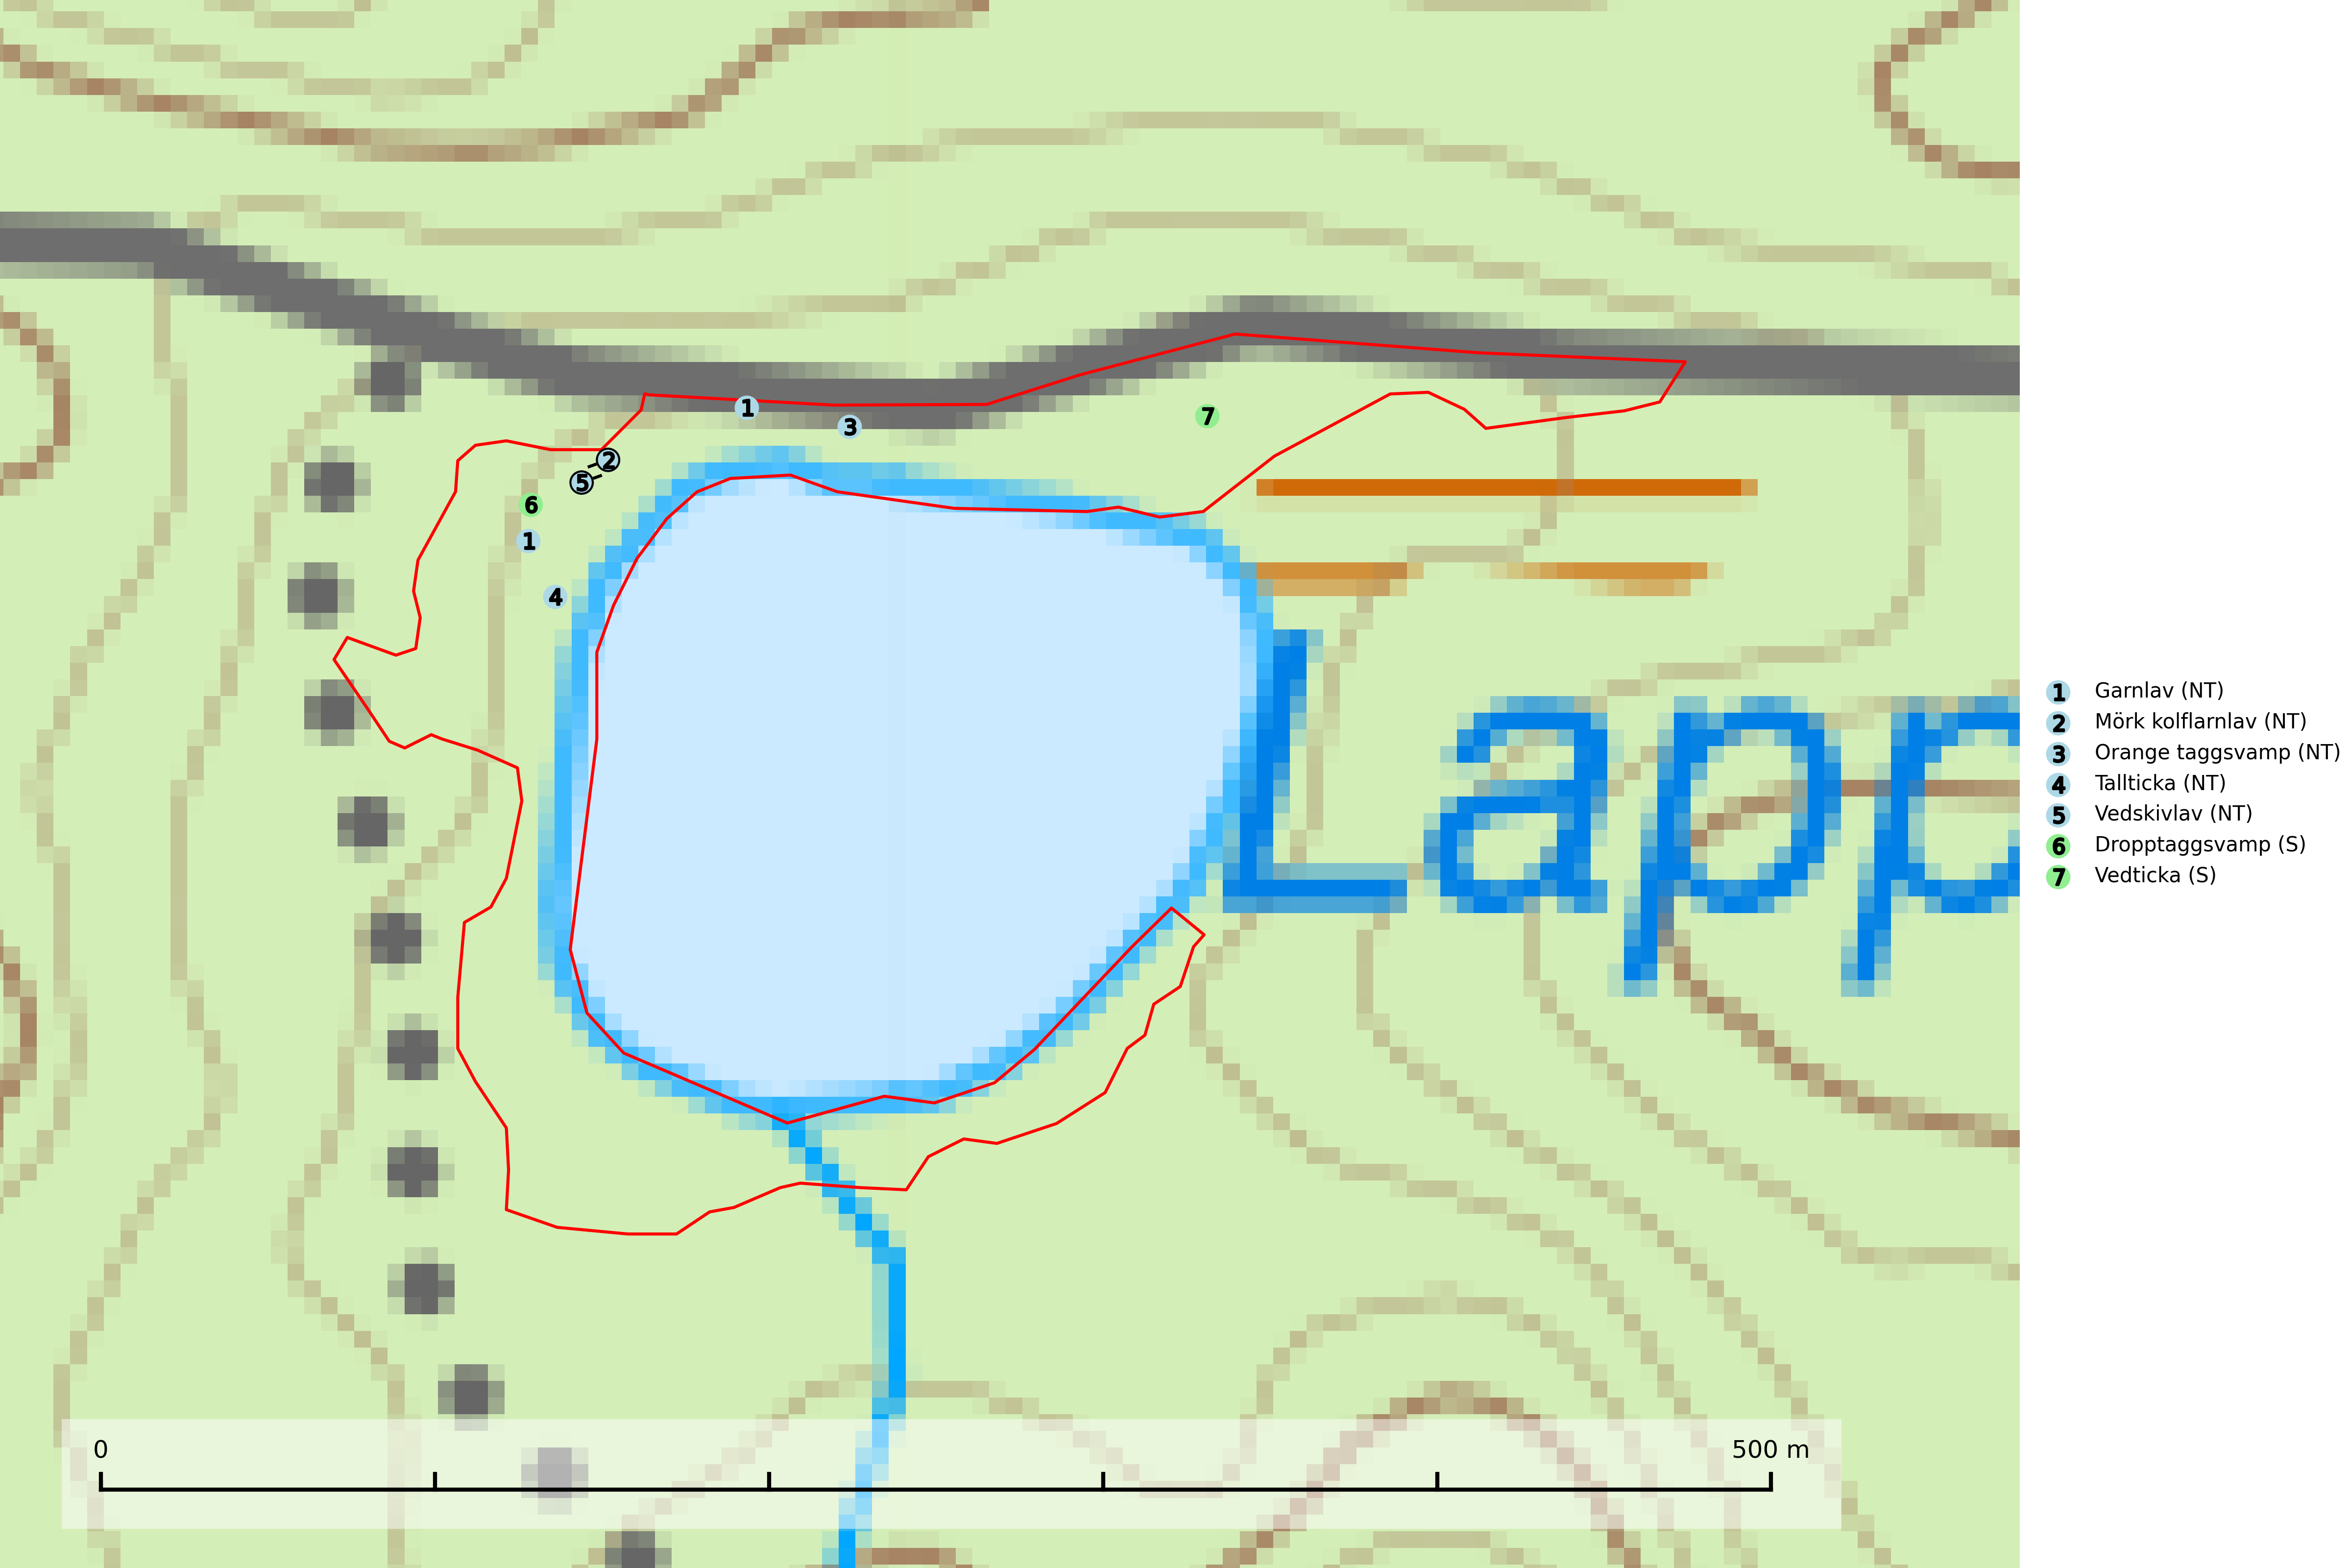 1
3
7
2
5
6
1
4
Lapp
1 Garnlav (NT)
2 Mörk kolflarnlav (NT)
3 Orange taggsvamp (NT)
4 Tallticka (NT)
5 Vedskivlav (NT)
6 Dropptaggsvamp (S)
7 Vedticka (S)
0 500 m